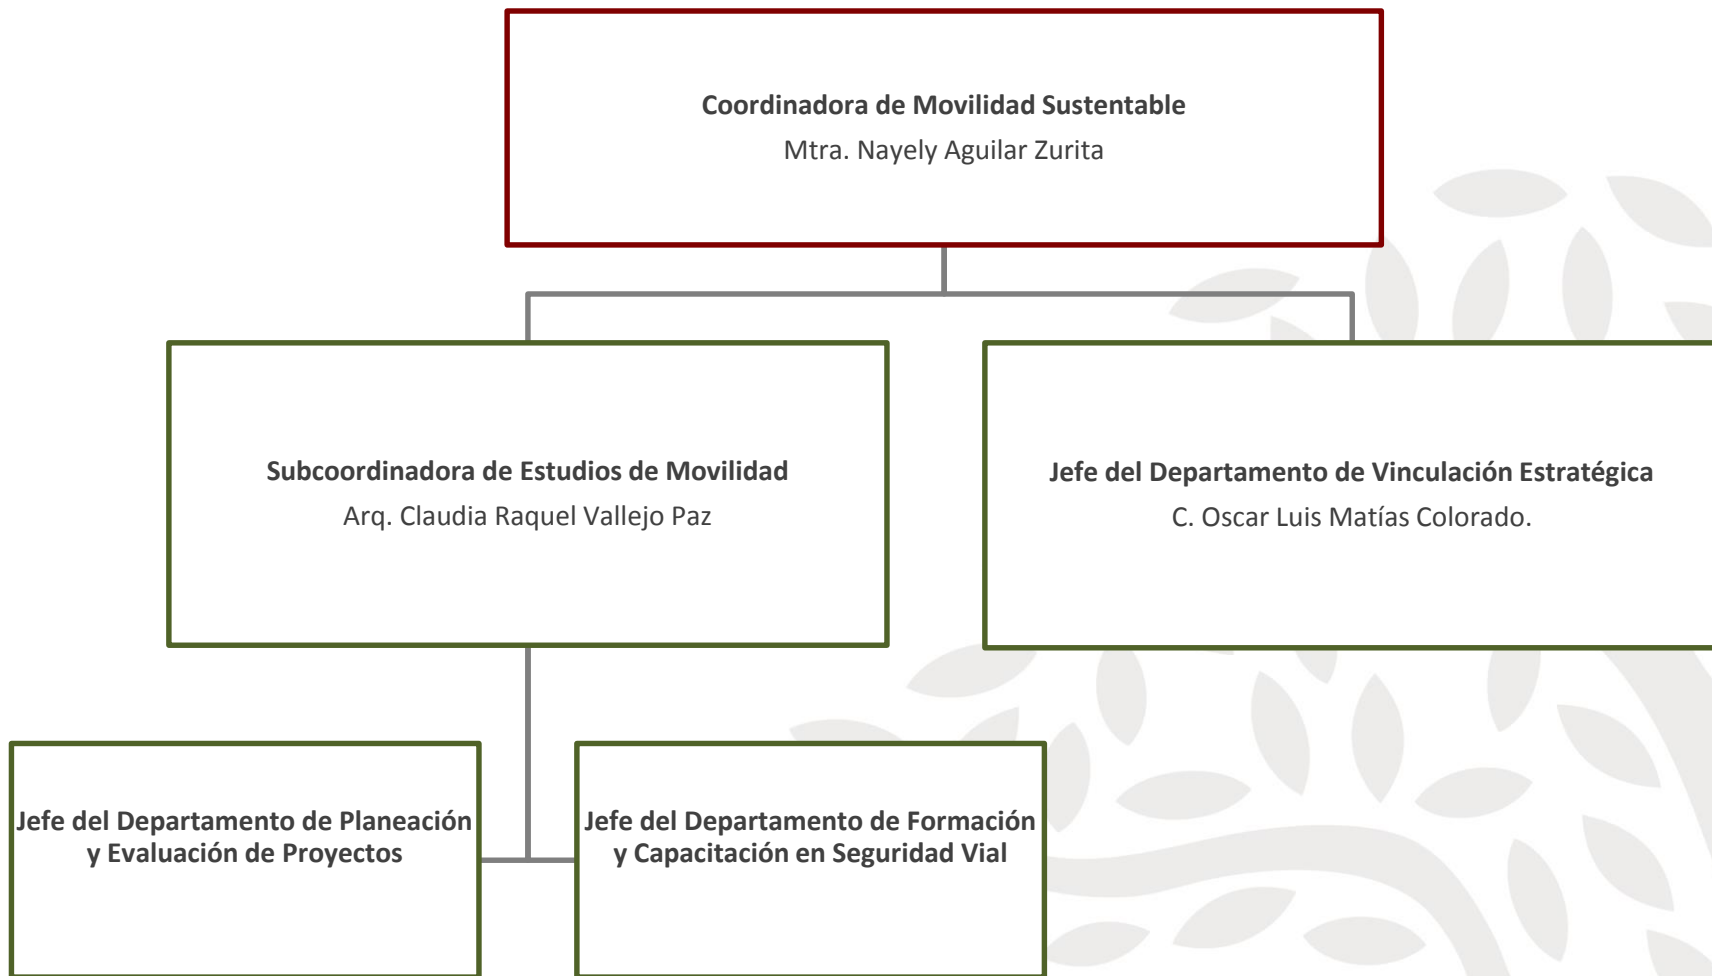 Coordinadora de Movilidad Sustentable
Mtra. Nayely Aguilar Zurita
Subcoordinadora de Estudios de Movilidad
Arq. Claudia Raquel Vallejo Paz
Jefe del Departamento de Vinculación Estratégica
C. Oscar Luis Matías Colorado.
Jefe del Departamento de Planeación
y Evaluación de Proyectos
Jefe del Departamento de Formación
y Capacitación en Seguridad Vial